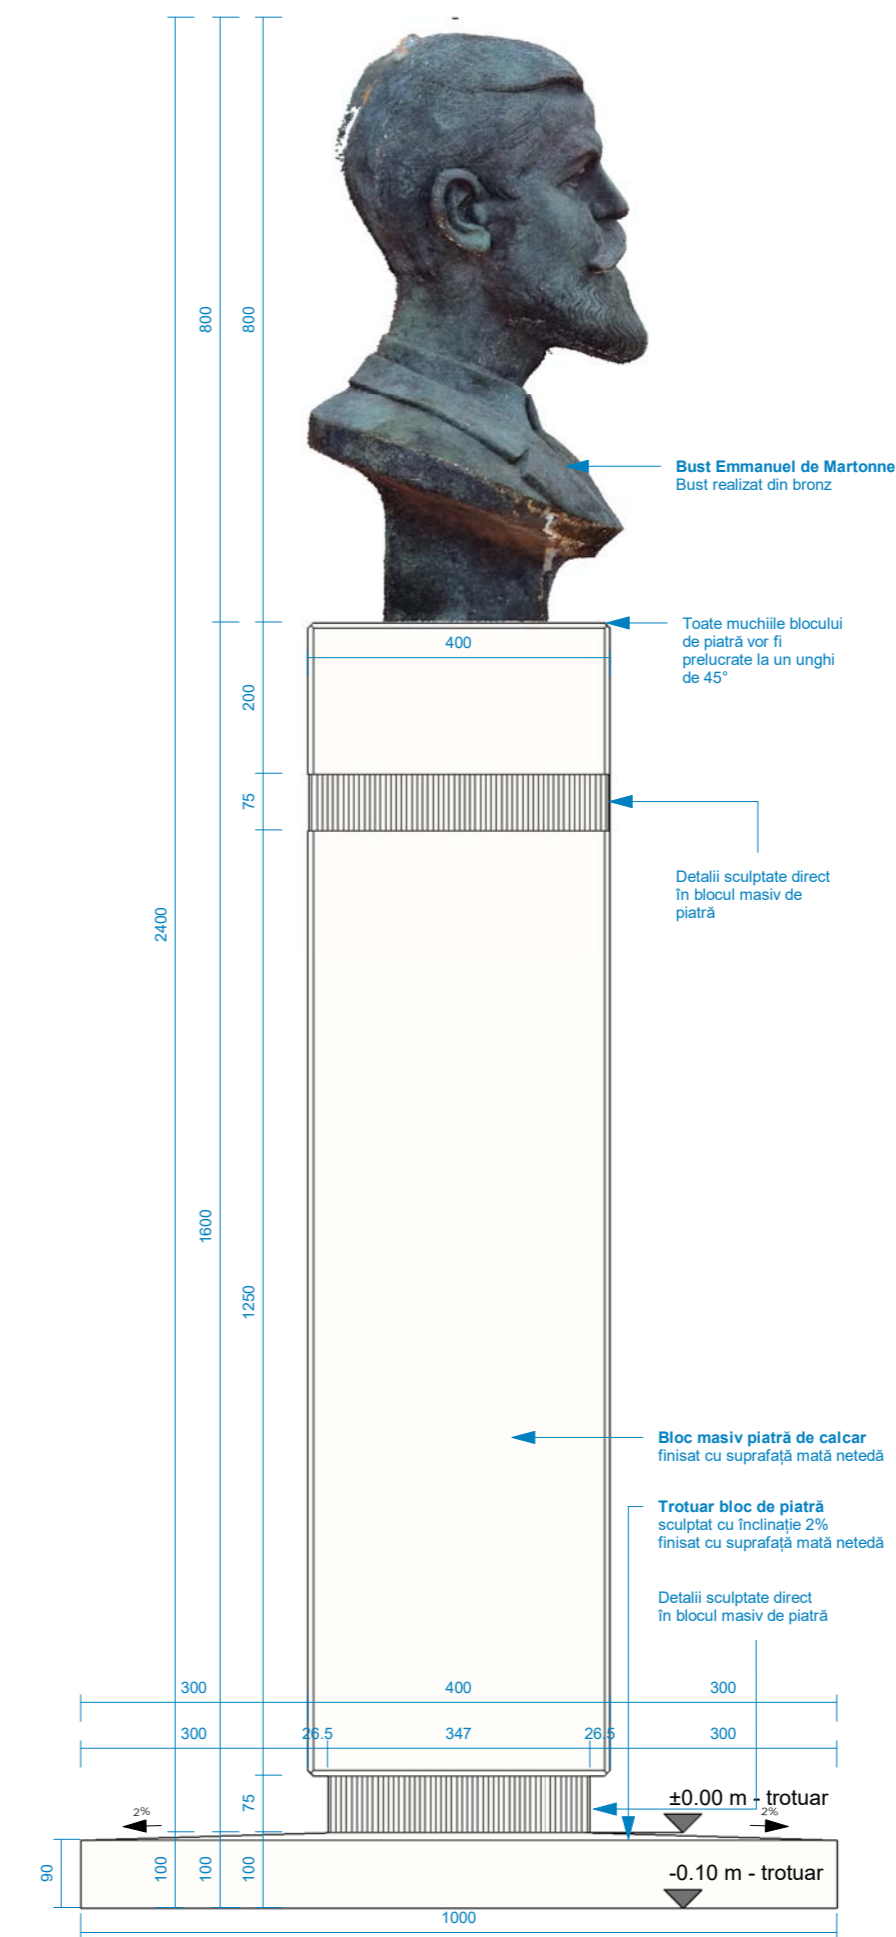 800
800
Bust Emmanuel de Martonne
Bust realizat din bronz
Toate muchiile blocului
de piatră vor fi
prelucrate la un unghi
de 45°
400
200
75
Detalii sculptate direct
în blocul masiv de
piatră
2400
1600
1250
Bloc masiv piatră de calcar
finisat cu suprafață mată netedă
Trotuar bloc de piatră
sculptat cu înclinație 2%
finisat cu suprafață mată netedă
Detalii sculptate direct
în blocul masiv de piatră
300 400 300
300 26.5 347 26.5 300
75
±0.00 m - trotuar
2% 2%
90 100 100 100
-0.10 m - trotuar
1000